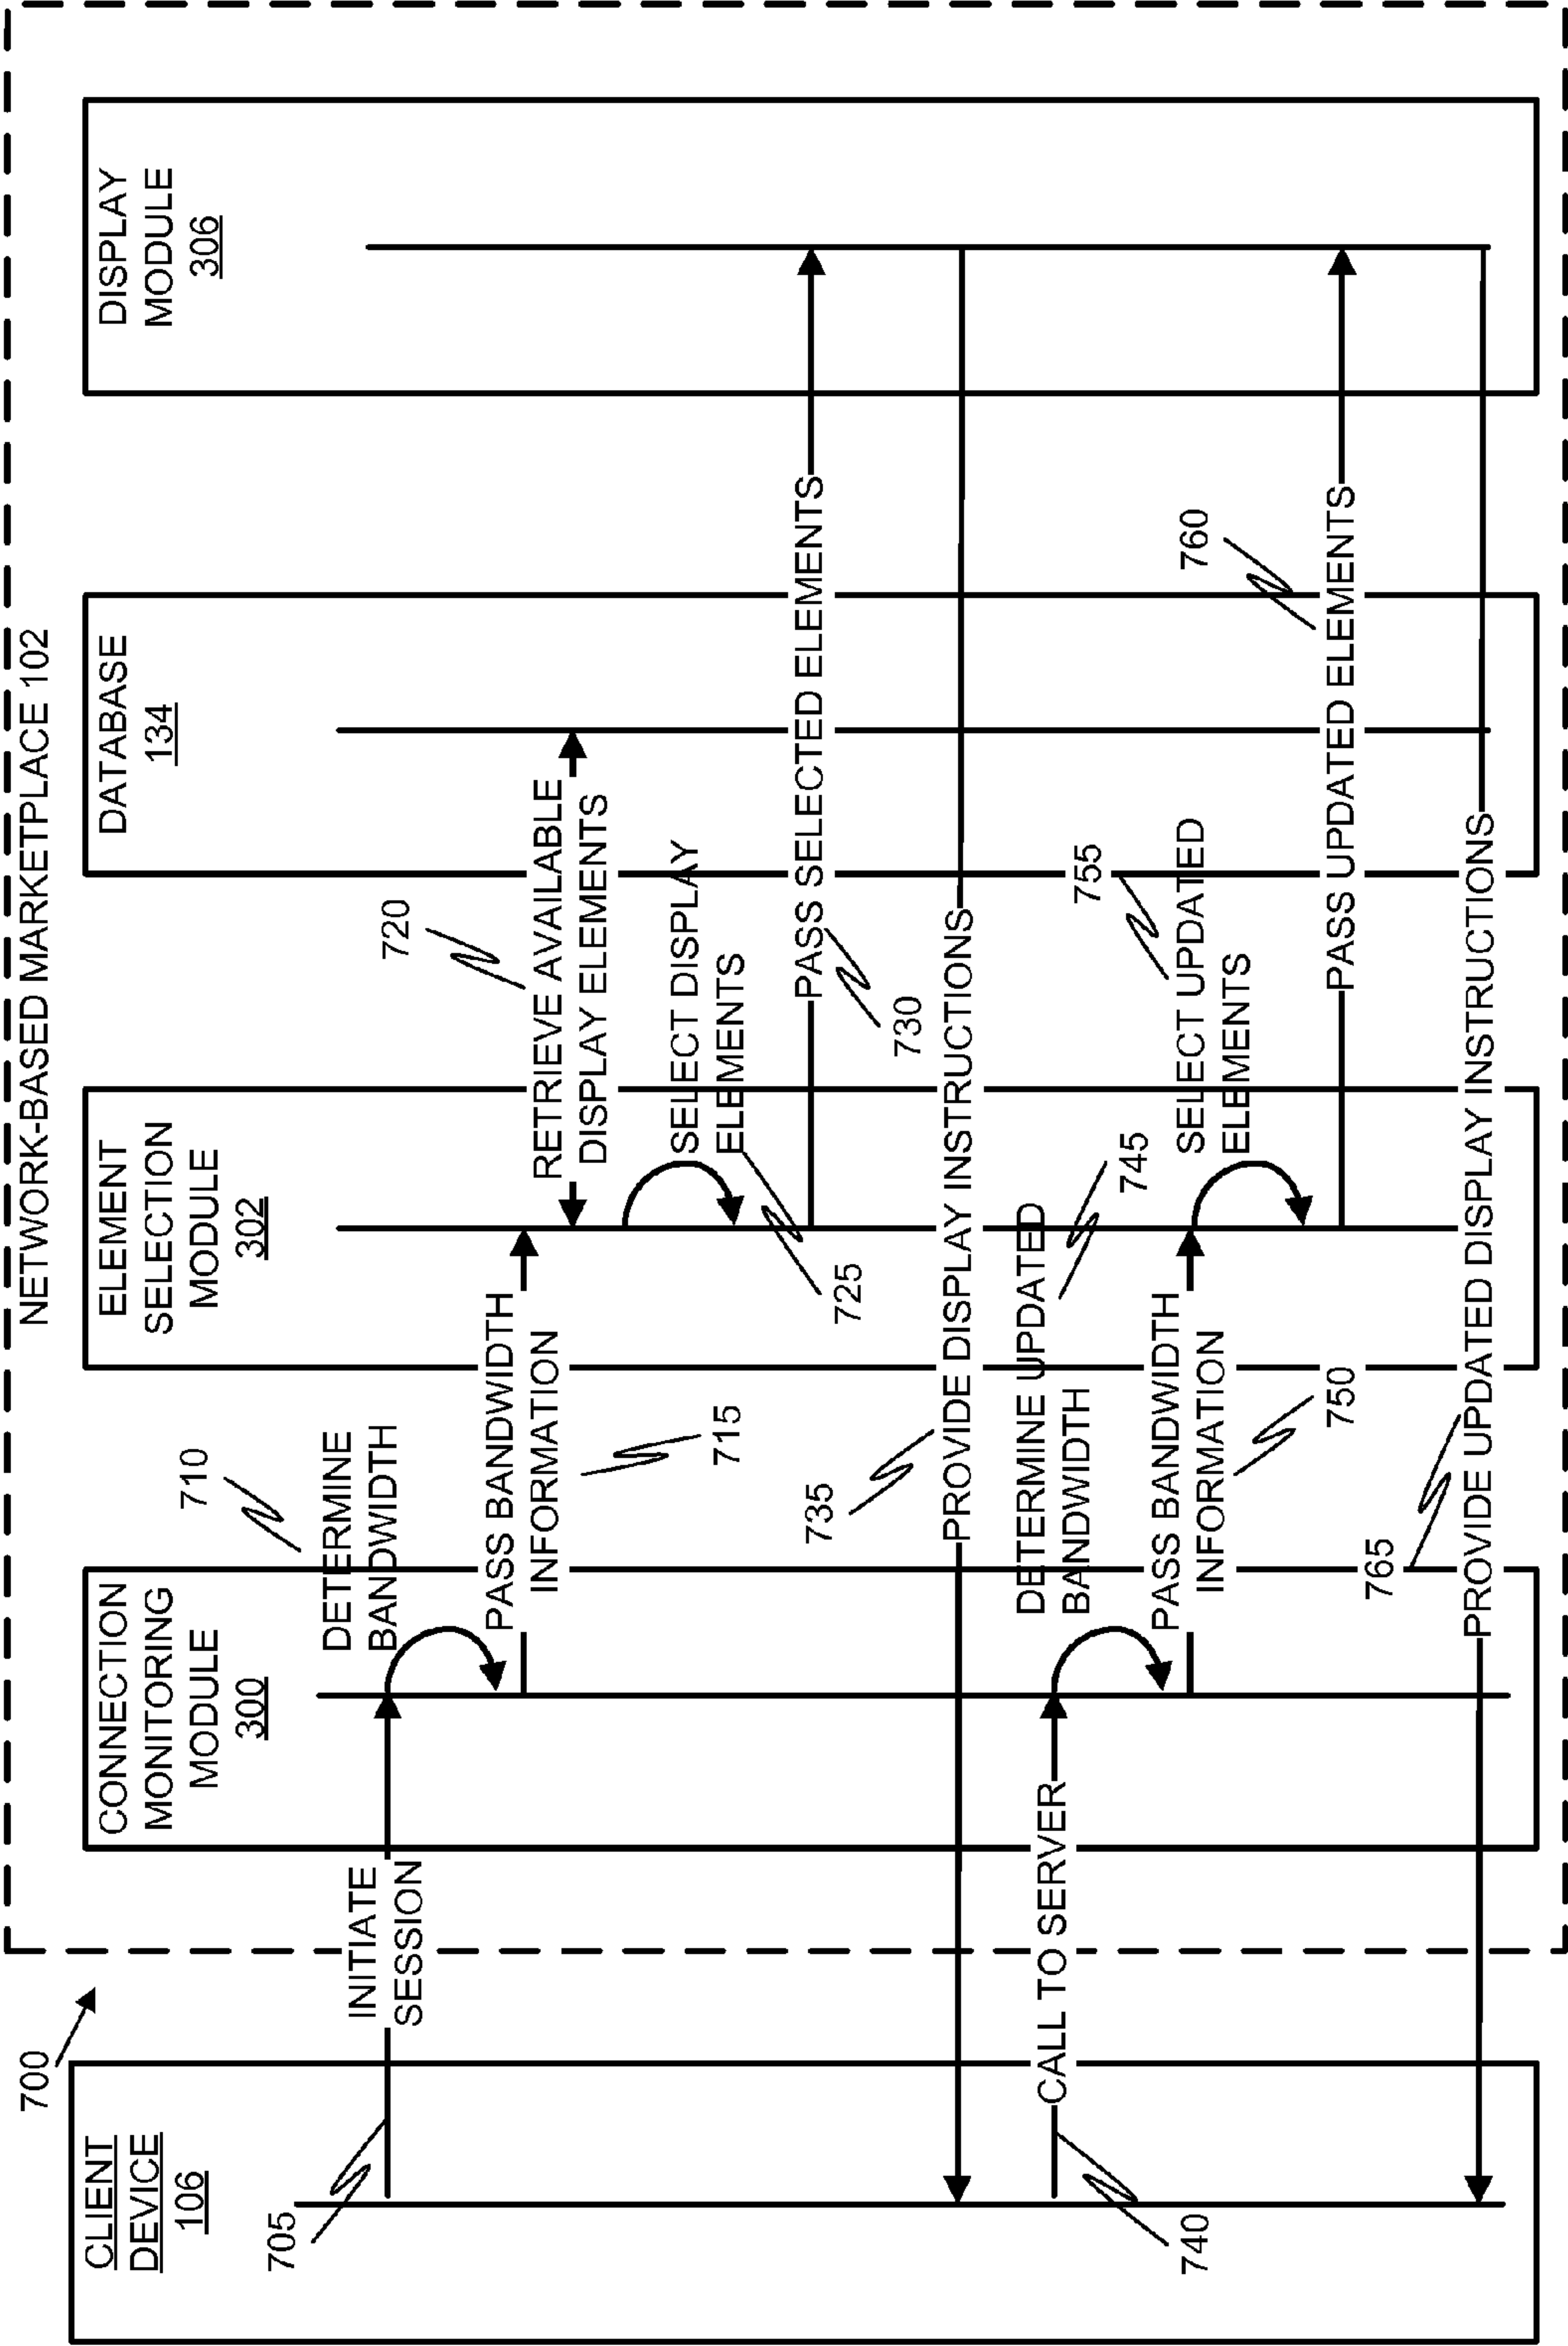 700
NETWORK-BASED MARKETPLACE 102
CLIENT
DEVICE
106
CONNECTION
MONITORING
MODULE
300
ELEMENT
SELECTION
MODULE
302
DATABASE
134
DISPLAY
MODULE
306
705
INITIATE
SESSION
710
DETERMINE
BANDWIDTH
PASS BANDWIDTH
INFORMATION
715
720
RETRIEVE AVAILABLE
DISPLAY ELEMENTS
SELECT DISPLAY
ELEMENTS
725
PASS SELECTED ELEMENTS
730
735
PROVIDE DISPLAY INSTRUCTIONS
CALL TO SERVER
740
DETERMINE UPDATED
BANDWIDTH
745
PASS BANDWIDTH
INFORMATION
750
755
SELECT UPDATED
ELEMENTS
760
PASS UPDATED ELEMENTS
765
PROVIDE UPDATED DISPLAY INSTRUCTIONS